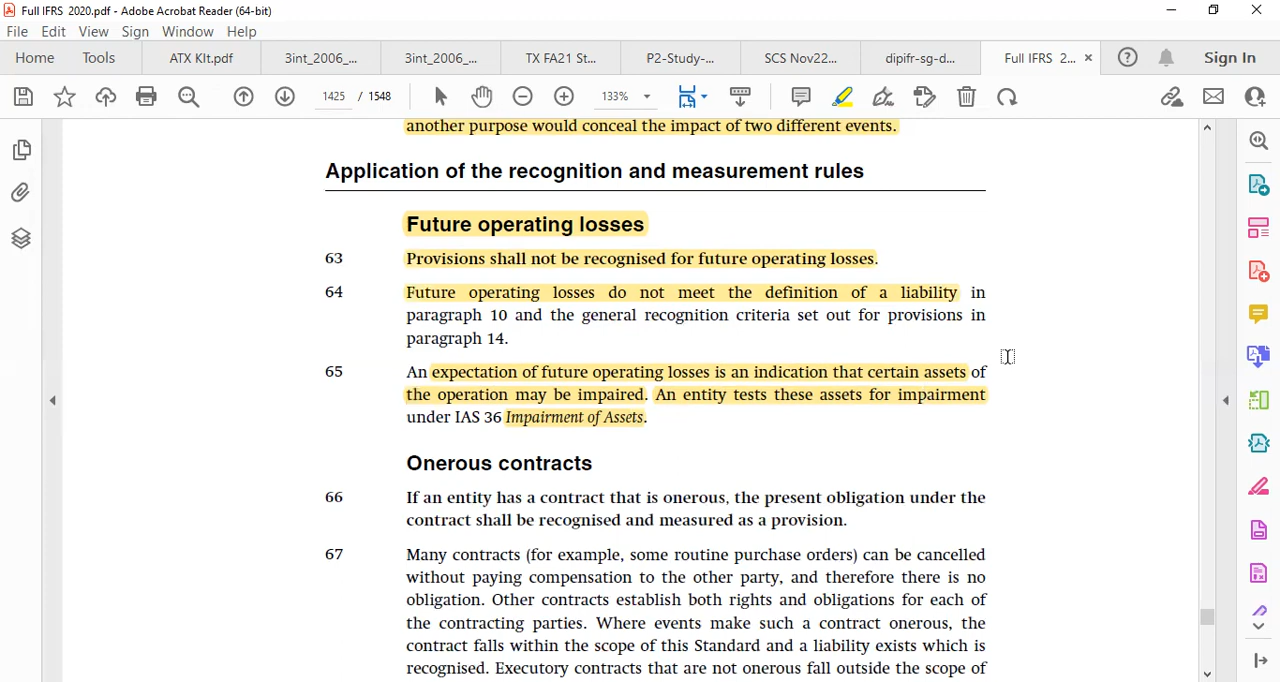 Full IFRS 2020.pdf - Adobe Acrobat Reader (64-bit)
File Edit View Sign Window Help
Home Tools ATX KIt.pdf 3int_2006_... 3int_2006_... TX FA21 St... P2-Study-... SCS Nov22... dipifr-sg-d... Full IFRS 2... × Sign In
1425 / 1548 133%
another purpose would conceal the impact of two different events.
Application of the recognition and measurement rules
Future operating losses
63 Provisions shall not be recognised for future operating losses.
64 Future operating losses do not meet the definition of a liability in
paragraph 10 and the general recognition criteria set out for provisions in
paragraph 14.
65 An expectation of future operating losses is an indication that certain assets of
the operation may be impaired. An entity tests these assets for impairment
under IAS 36 Impairment of Assets.
Onerous contracts
66 If an entity has a contract that is onerous, the present obligation under the
contract shall be recognised and measured as a provision.
67 Many contracts (for example, some routine purchase orders) can be cancelled
without paying compensation to the other party, and therefore there is no
obligation. Other contracts establish both rights and obligations for each of
the contracting parties. Where events make such a contract onerous, the
contract falls within the scope of this Standard and a liability exists which is
recognised. Executory contracts that are not onerous fall outside the scope of